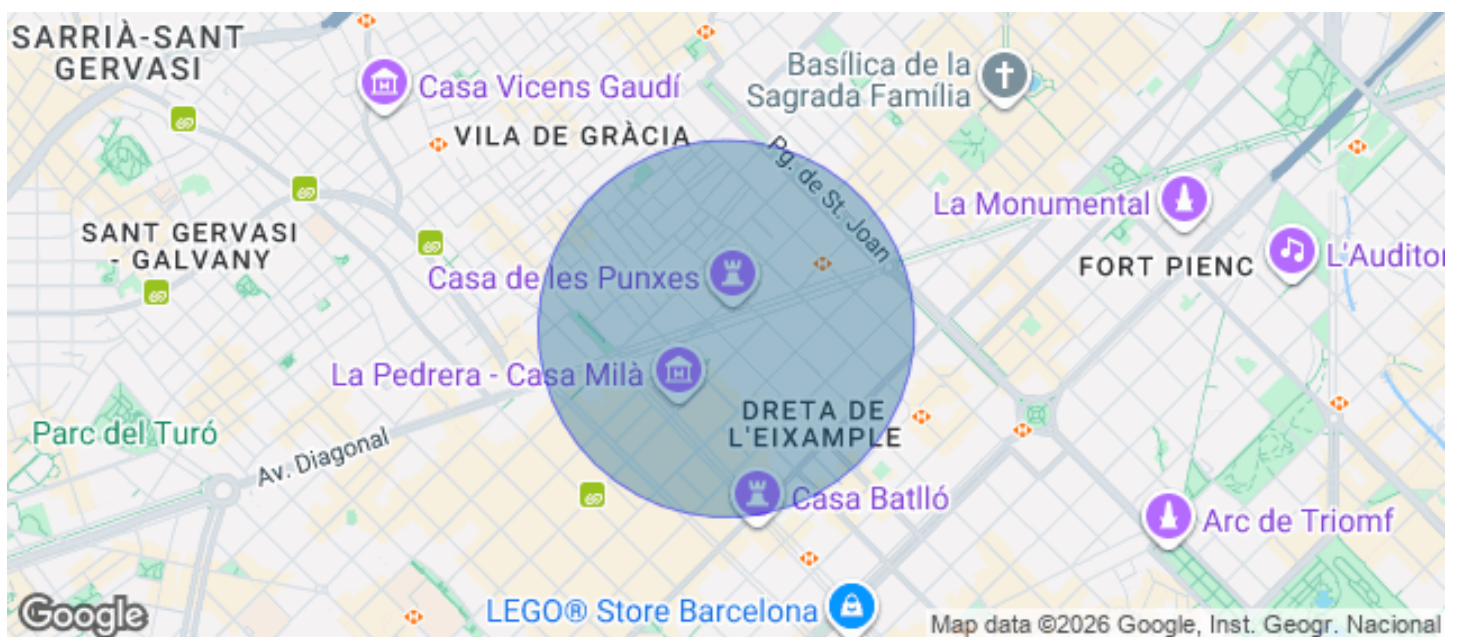 SARRIÀ-SANT
GERVASI
Casa Vicens Gaudí
Basílica de la
Sagrada Família
VILA DE GRÀCIA
Pg. de St. Joan
La Monumental
SANT GERVASI
- GALVANY
FORT PIENC
L'Auditor
Casa de les Punxes
La Pedrera - Casa Milà
DRETA DE
L'EIXAMPLE
Parc del Turó
Av. Diagonal
Casa Batlló
Arc de Triomf
LEGO® Store Barcelona
Google
Map data ©2026 Google, Inst. Geogr. Nacional